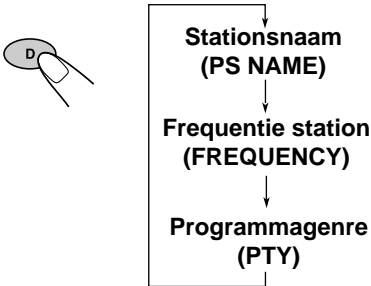 D
Stationsnaam
(PS NAME)
Frequentie station
(FREQUENCY)
Programmagenre
(PTY)